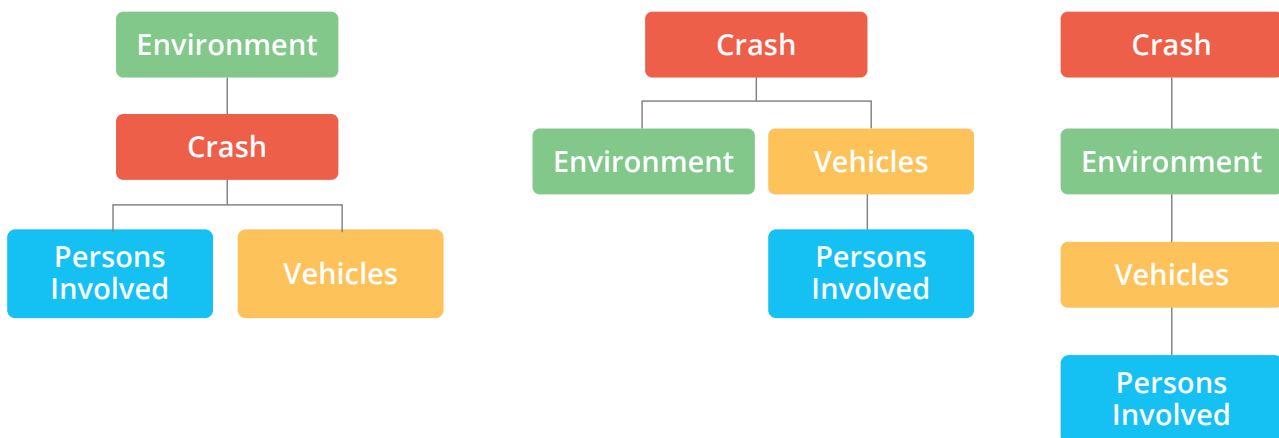 Environment
Crash
Persons
Involved
Vehicles
Crash
Environment
Vehicles
Persons
Involved
Crash
Environment
Vehicles
Persons
Involved